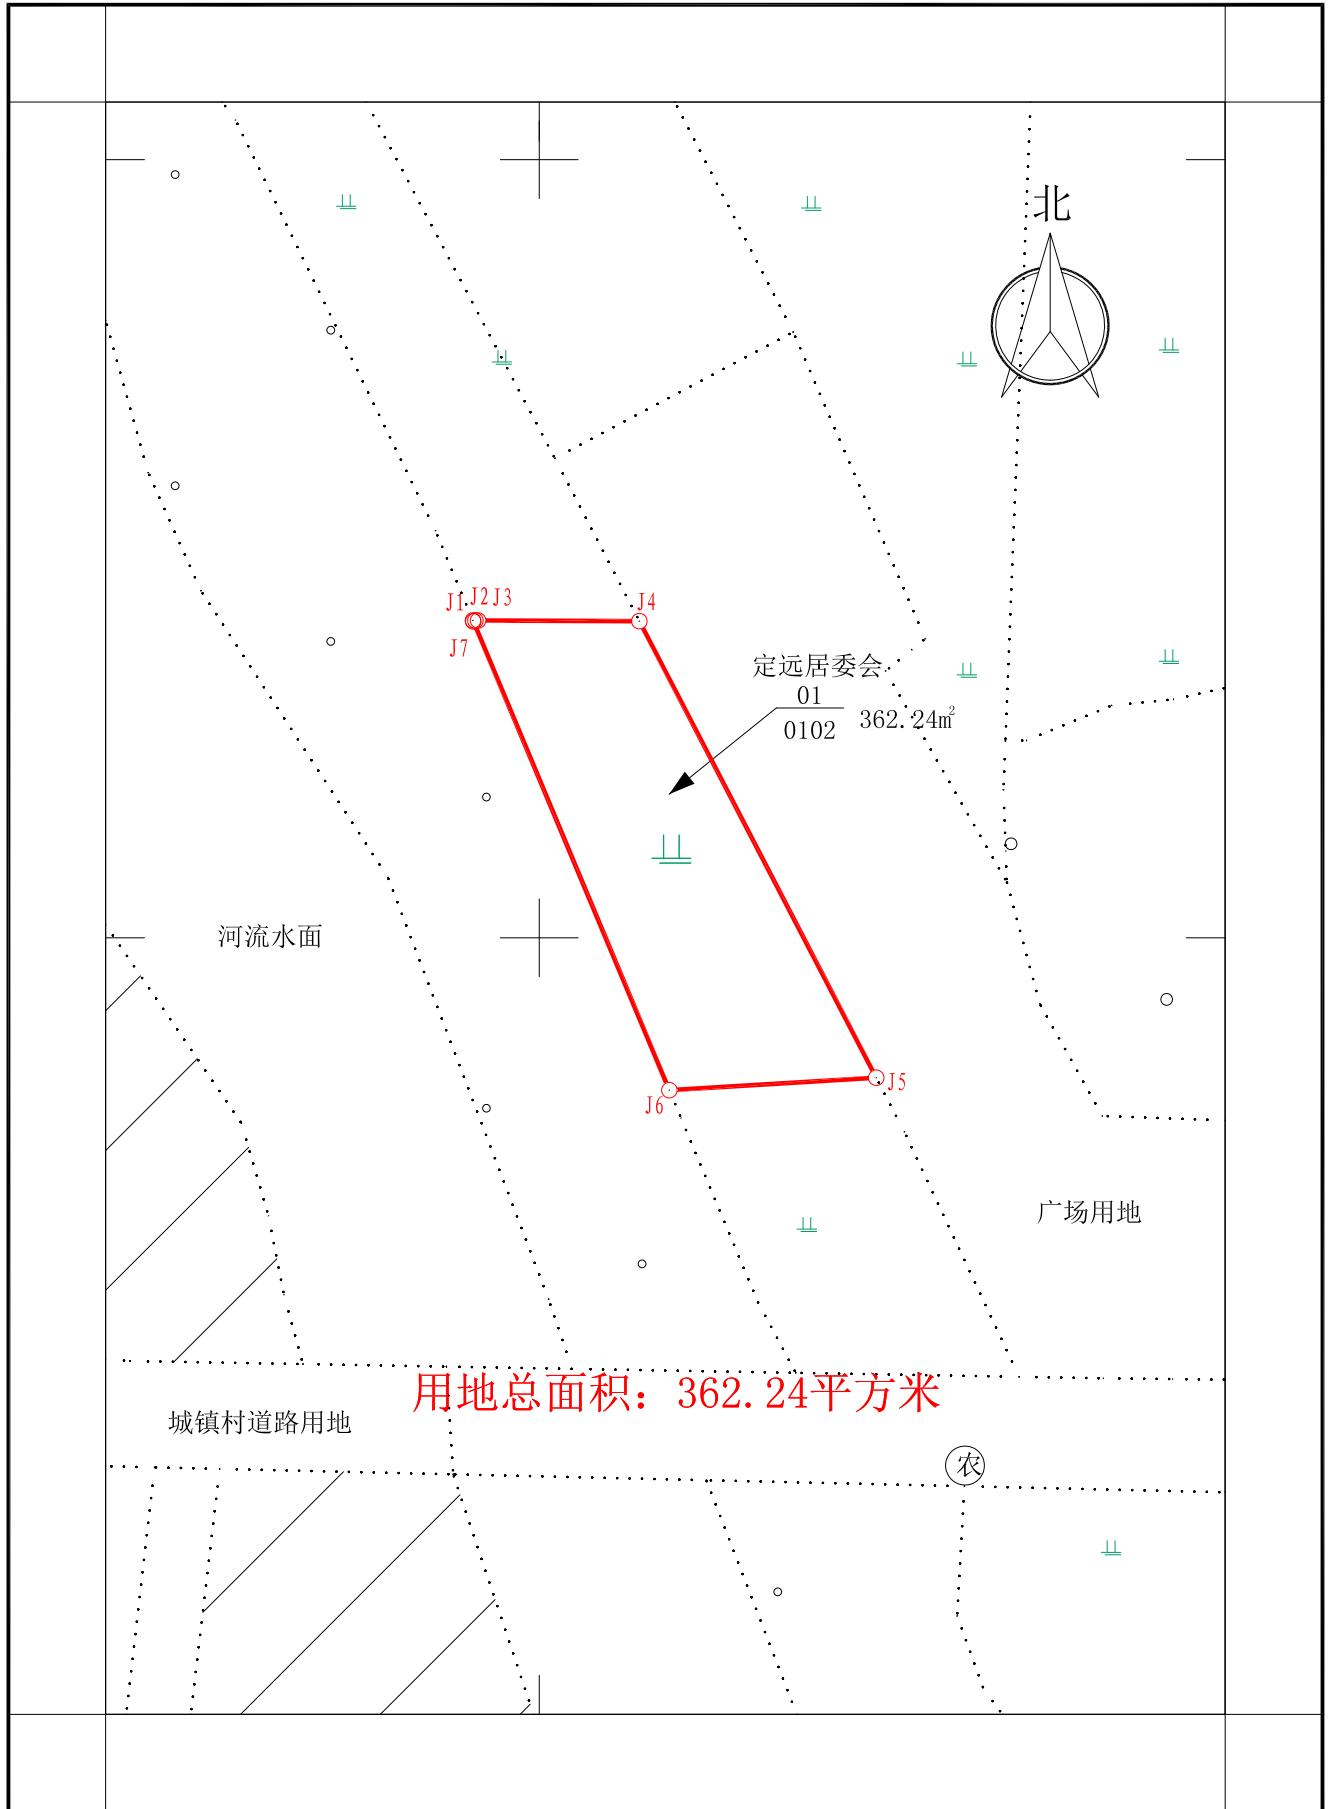 北
J1
J2
J3
J4
J7
定远居委会
01
0102
362.24m²
河流水面
J5
J6
广场用地
用地总面积：362.24平方米
城镇村道路用地
农